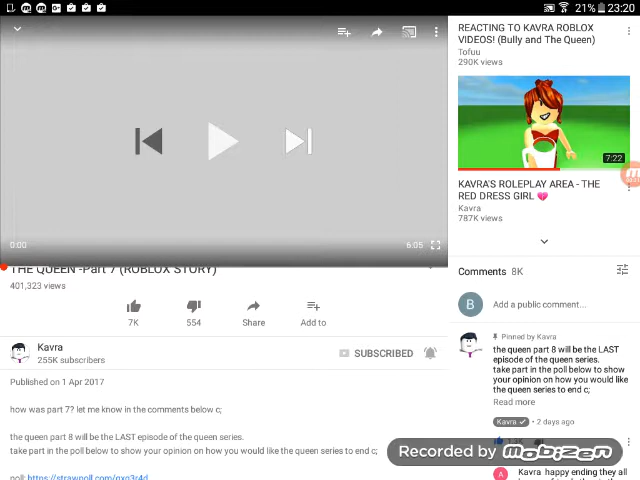 21% 23:20
0:00
6:05
THE QUEEN -Part 7 (ROBLOX STORY)
401,323 views
7K
554
Share
Add to
Kavra
255K subscribers
SUBSCRIBED
Published on 1 Apr 2017
how was part 7? let me know in the comments below c;
the queen part 8 will be the LAST episode of the queen series.
take part in the poll below to show your opinion on how you would like the queen series to end c;
poll:
REACTING TO KAVRA ROBLOX
VIDEOS! (Bully and The Queen)
Tofuu
290K views
7:22
KAVRA'S ROLEPLAY AREA - THE
RED DRESS GIRL 💔
Kavra
787K views
Comments 8K
B
Add a public comment...
Pinned by Kavra
the queen part 8 will be the LAST
episode of the queen series.
take part in the poll below to show
your opinion on how you would like
the queen series to end c;
Read more
Kavra ✓ • 2 days ago
Recorded by mobizen
A